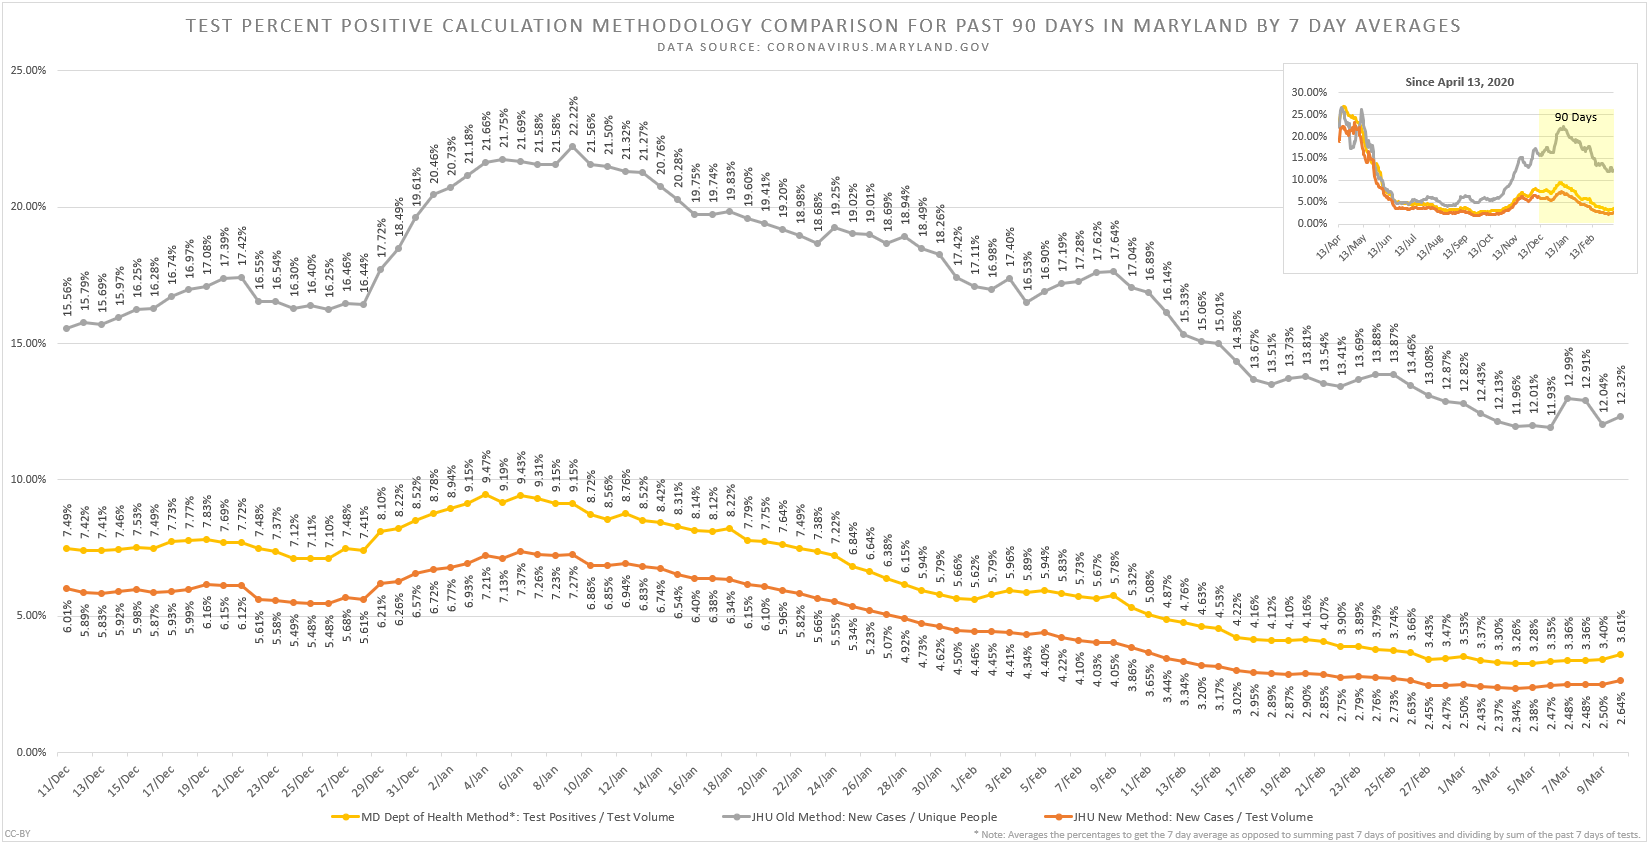 TEST PERCENT POSITIVE CALCULATION METHODOLOGY COMPARISON FOR PAST 90 DAYS IN MARYLAND BY 7 DAY AVERAGES
DATA SOURCE: CORONAVIRUS.MARYLAND.GOV
25.00%
20.00%
15.00%
10.00%
5.00%
0.00%
Since April 13, 2020
30.00%
25.00%
20.00%
15.00%
10.00%
5.00%
0.00%
90 Days
13/Apr 13/May 13/Jun 13/Jul 13/Aug 13/Sep 13/Oct 13/Nov 13/Dec 13/Jan 13/Feb
15.56% 15.79% 15.69% 15.97% 16.25% 16.28% 16.74% 16.97% 17.08% 17.39% 17.42% 16.55% 16.54% 16.30% 16.40% 16.25% 16.46% 16.44% 17.72% 18.49% 19.61% 20.46% 20.73% 21.18% 21.66% 21.75% 21.69% 21.58% 21.58% 22.22% 21.56% 21.50% 21.32% 21.27% 20.76% 20.28% 19.75% 19.74% 19.83% 19.60% 19.41% 19.20% 18.98% 18.68% 19.25% 19.02% 19.01% 18.69% 18.94% 18.49% 18.26% 17.42% 17.11% 16.98% 17.40% 16.53% 16.90% 17.19% 17.28% 17.62% 17.64% 17.04% 16.89% 16.14% 15.33% 15.06% 15.01% 14.36% 13.67% 13.51% 13.73% 13.81% 13.54% 13.41% 13.69% 13.88% 13.87% 13.46% 13.08% 12.87% 12.82% 12.43% 12.13% 11.96% 12.01% 11.93% 12.99% 12.91% 12.04% 12.32%
7.49% 7.42% 7.41% 7.46% 7.53% 7.49% 7.73% 7.77% 7.83% 7.69% 7.72% 7.48% 7.37% 7.12% 7.11% 7.10% 7.48% 7.41% 8.10% 8.22% 8.52% 8.78% 8.94% 9.15% 9.47% 9.19% 9.43% 9.31% 9.15% 9.15% 8.72% 8.56% 8.76% 8.52% 8.42% 8.31% 8.14% 8.12% 8.22% 7.79% 7.75% 7.64% 7.49% 7.38% 7.22% 6.84% 6.64% 6.38% 6.15% 5.94% 5.79% 5.66% 5.62% 5.79% 5.96% 5.89% 5.94% 5.83% 5.73% 5.67% 5.78% 5.32% 5.08% 4.87% 4.76% 4.63% 4.53% 4.22% 4.16% 4.12% 4.10% 4.16% 4.07% 3.90% 3.89% 3.79% 3.74% 3.66% 3.43% 3.47% 3.53% 3.37% 3.30% 3.26% 3.28% 3.35% 3.36% 3.36% 3.40% 3.61%
6.01% 5.89% 5.83% 5.92% 5.98% 5.87% 5.93% 5.99% 6.16% 6.15% 6.12% 5.61% 5.58% 5.49% 5.48% 5.48% 5.68% 5.61% 6.21% 6.26% 6.57% 6.72% 6.77% 6.93% 7.21% 7.13% 7.37% 7.26% 7.23% 7.27% 6.86% 6.85% 6.94% 6.83% 6.74% 6.54% 6.40% 6.38% 6.34% 6.15% 6.10% 5.96% 5.82% 5.66% 5.55% 5.34% 5.23% 5.07% 4.92% 4.73% 4.62% 4.50% 4.46% 4.45% 4.41% 4.34% 4.40% 4.22% 4.10% 4.03% 4.05% 3.86% 3.65% 3.44% 3.34% 3.20% 3.17% 3.02% 2.95% 2.89% 2.87% 2.90% 2.85% 2.75% 2.79% 2.76% 2.73% 2.63% 2.45% 2.47% 2.50% 2.43% 2.37% 2.34% 2.38% 2.47% 2.48% 2.48% 2.50% 2.64%
11/Dec 13/Dec 15/Dec 17/Dec 19/Dec 21/Dec 23/Dec 25/Dec 27/Dec 29/Dec 31/Dec 2/Jan 4/Jan 6/Jan 8/Jan 10/Jan 12/Jan 14/Jan 16/Jan 18/Jan 20/Jan 22/Jan 24/Jan 26/Jan 28/Jan 30/Jan 1/Feb 3/Feb 5/Feb 7/Feb 9/Feb 11/Feb 13/Feb 15/Feb 17/Feb 19/Feb 21/Feb 23/Feb 25/Feb 27/Feb 1/Mar 3/Mar 5/Mar 7/Mar 9/Mar
MD Dept of Health Method*: Test Positives / Test Volume JHU Old Method: New Cases / Unique People JHU New Method: New Cases / Test Volume
CC-BY
* Note: Averages the percentages to get the 7 day average as opposed to summing past 7 days of positives and dividing by sum of the past 7 days of tests.